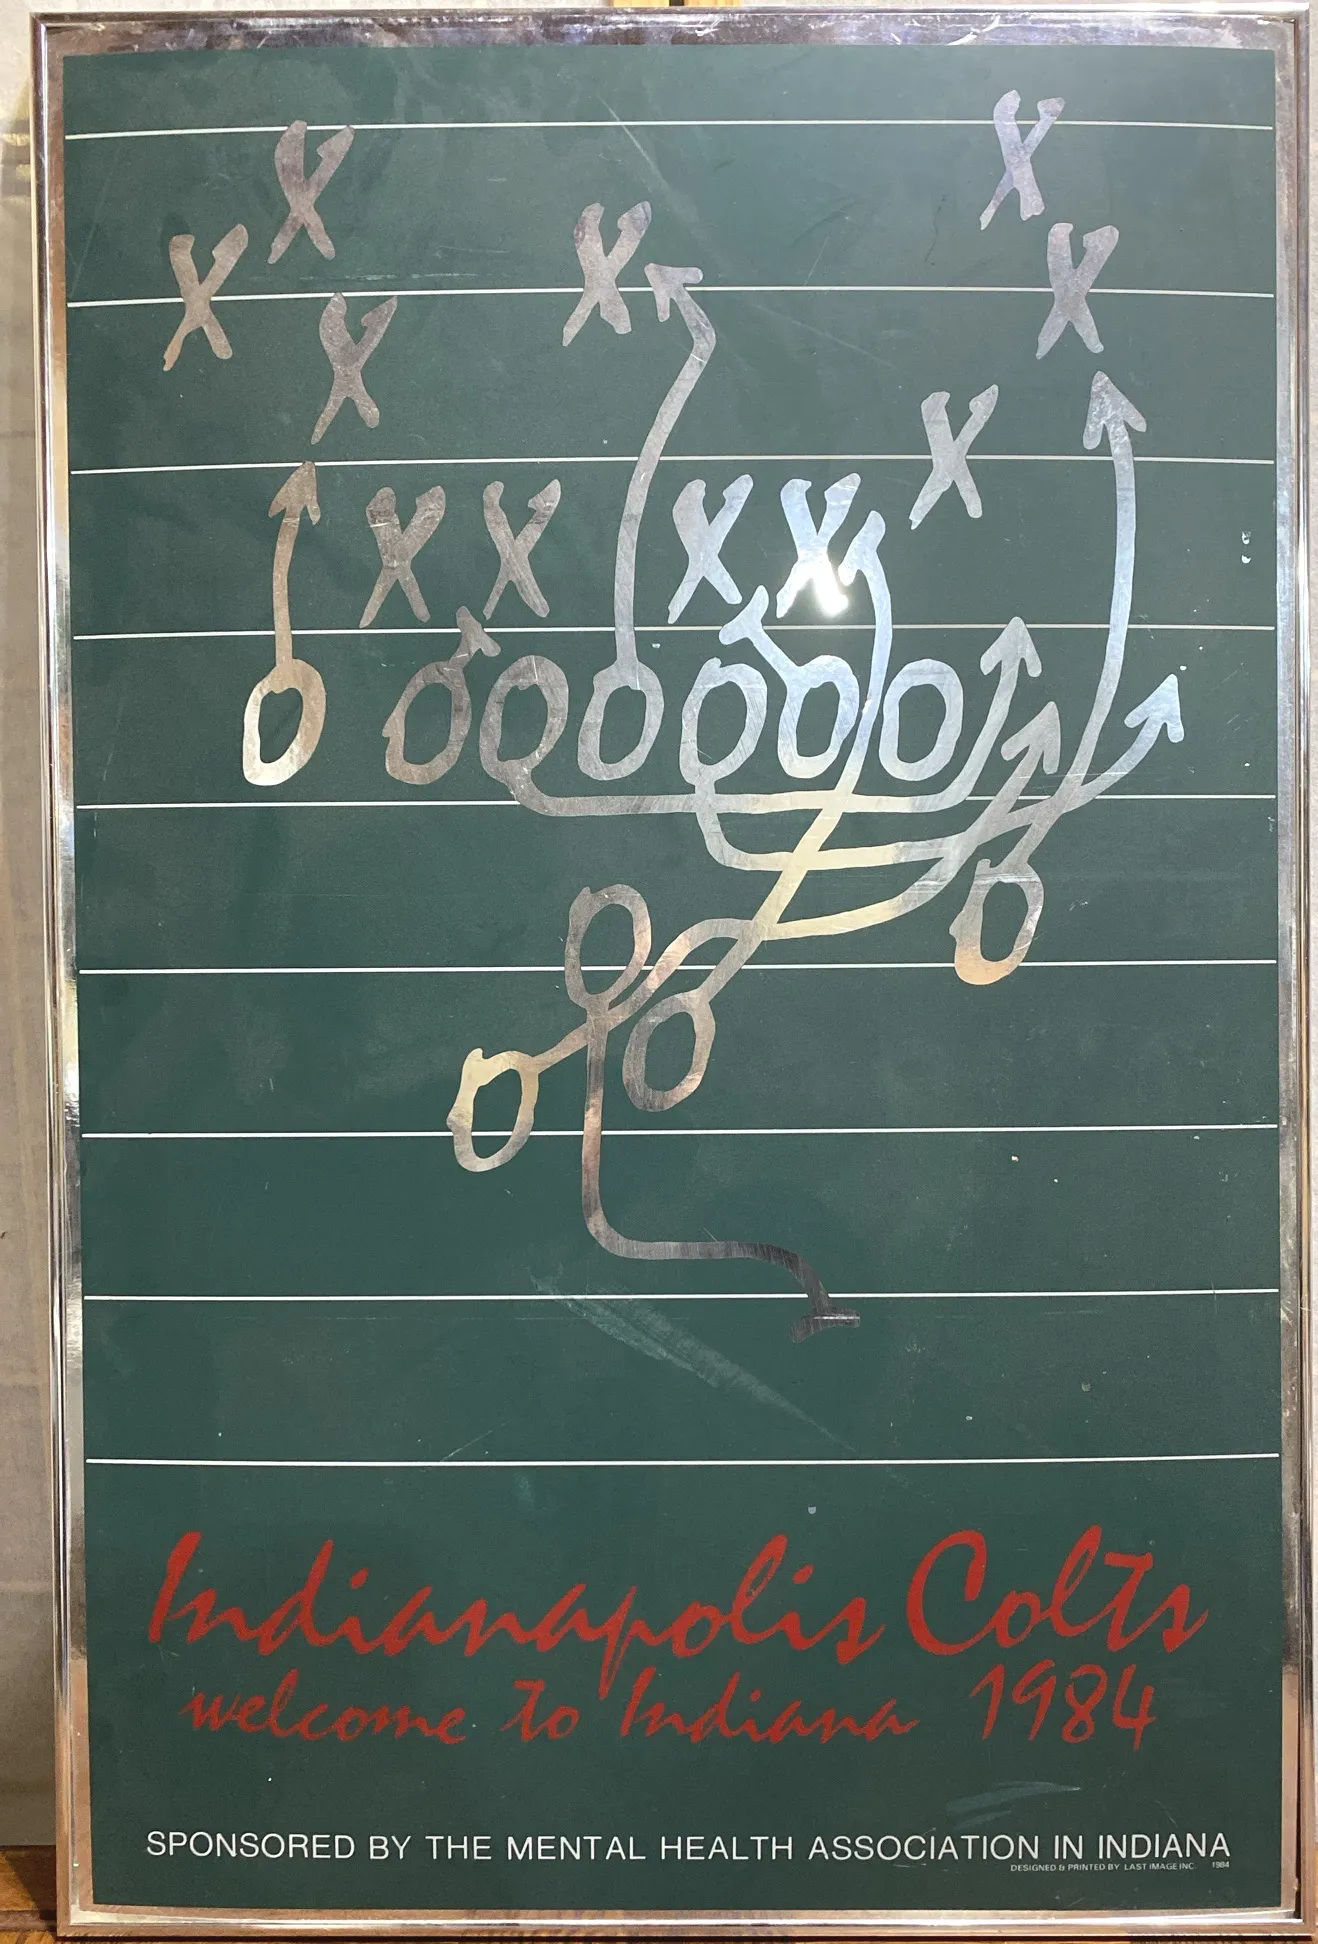 Indianapolis Colts
welcome to Indiana 1984
SPONSORED BY THE MENTAL HEALTH ASSOCIATION IN INDIANA
DESIGNED & PRINTED BY LAST IMAGE INC. 1984